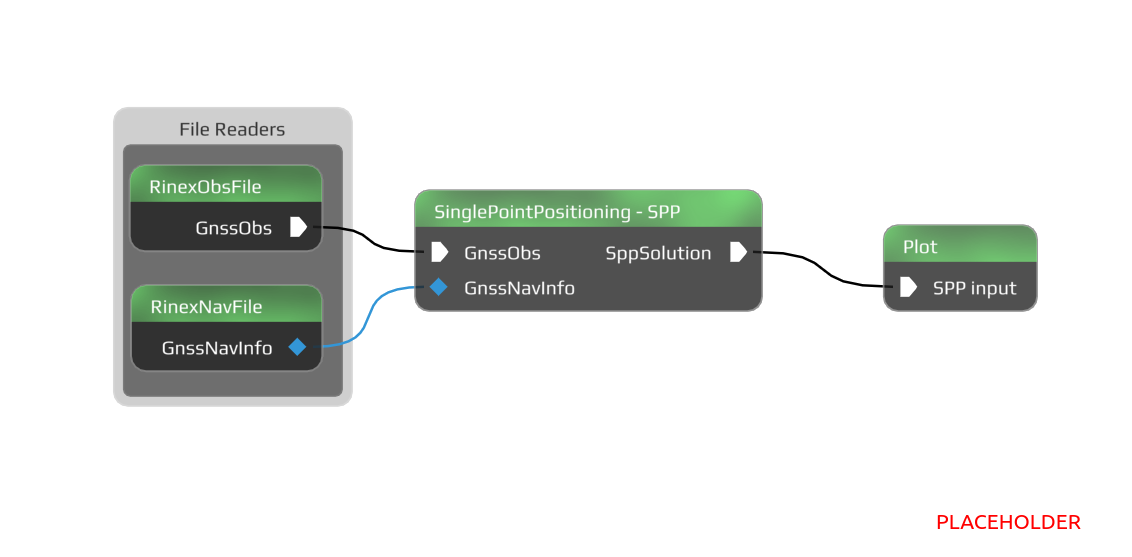 File Readers
RinexObsFile
GnssObs
RinexNavFile
GnssNavInfo
SinglePointPositioning - SPP
GnssObs SppSolution
GnssNavInfo
Plot
SPP input
PLACEHOLDER